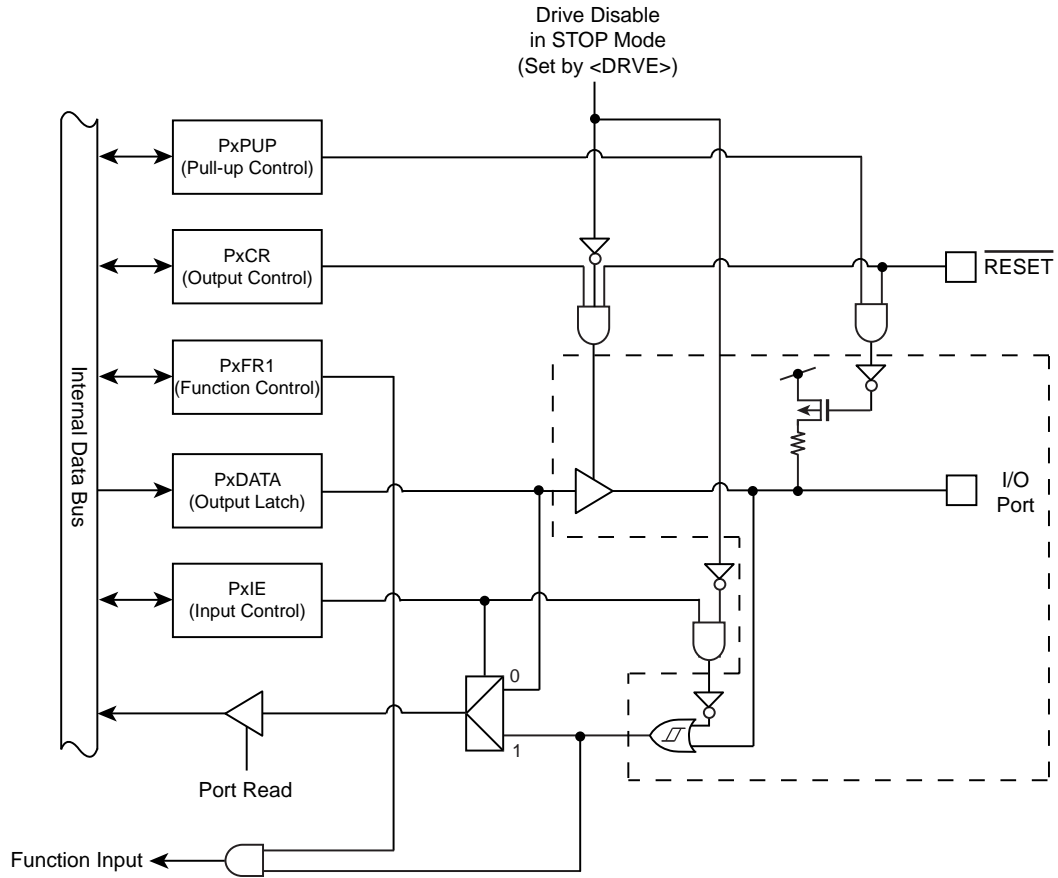 Drive Disable
in STOP Mode
(Set by <DRVE>)
PxPUP
(Pull-up Control)
PxCR
(Output Control)
RESET
PxFR1
(Function Control)
Internal Data Bus
PxDATA
(Output Latch)
I/O
Port
PxIE
(Input Control)
0
1
Port Read
Function Input